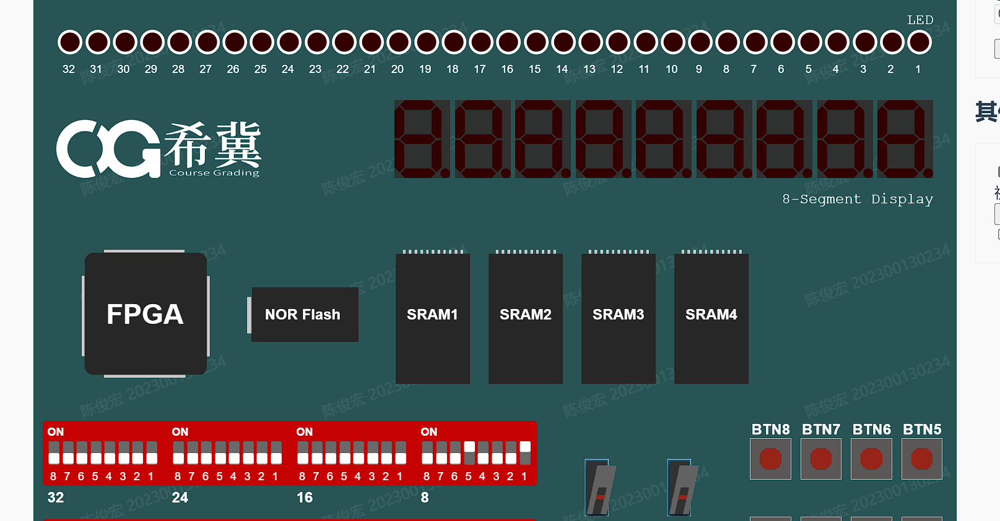 LED
32 31 30 29 28 27 26 25 24 23 22 21 20 19 18 17 16 15 14 13 12 11 10 9 8 7 6 5 4 3 2 1
希冀
Course Grading
8-Segment Display
其
FPGA
NOR Flash
SRAM1 SRAM2 SRAM3 SRAM4
ON ON ON ON
8 7 6 5 4 3 2 1 8 7 6 5 4 3 2 1 8 7 6 5 4 3 2 1 8 7 6 5 4 3 2 1
32 24 16 8
BTN8 BTN7 BTN6 BTN5
陈俊宏 202300130234